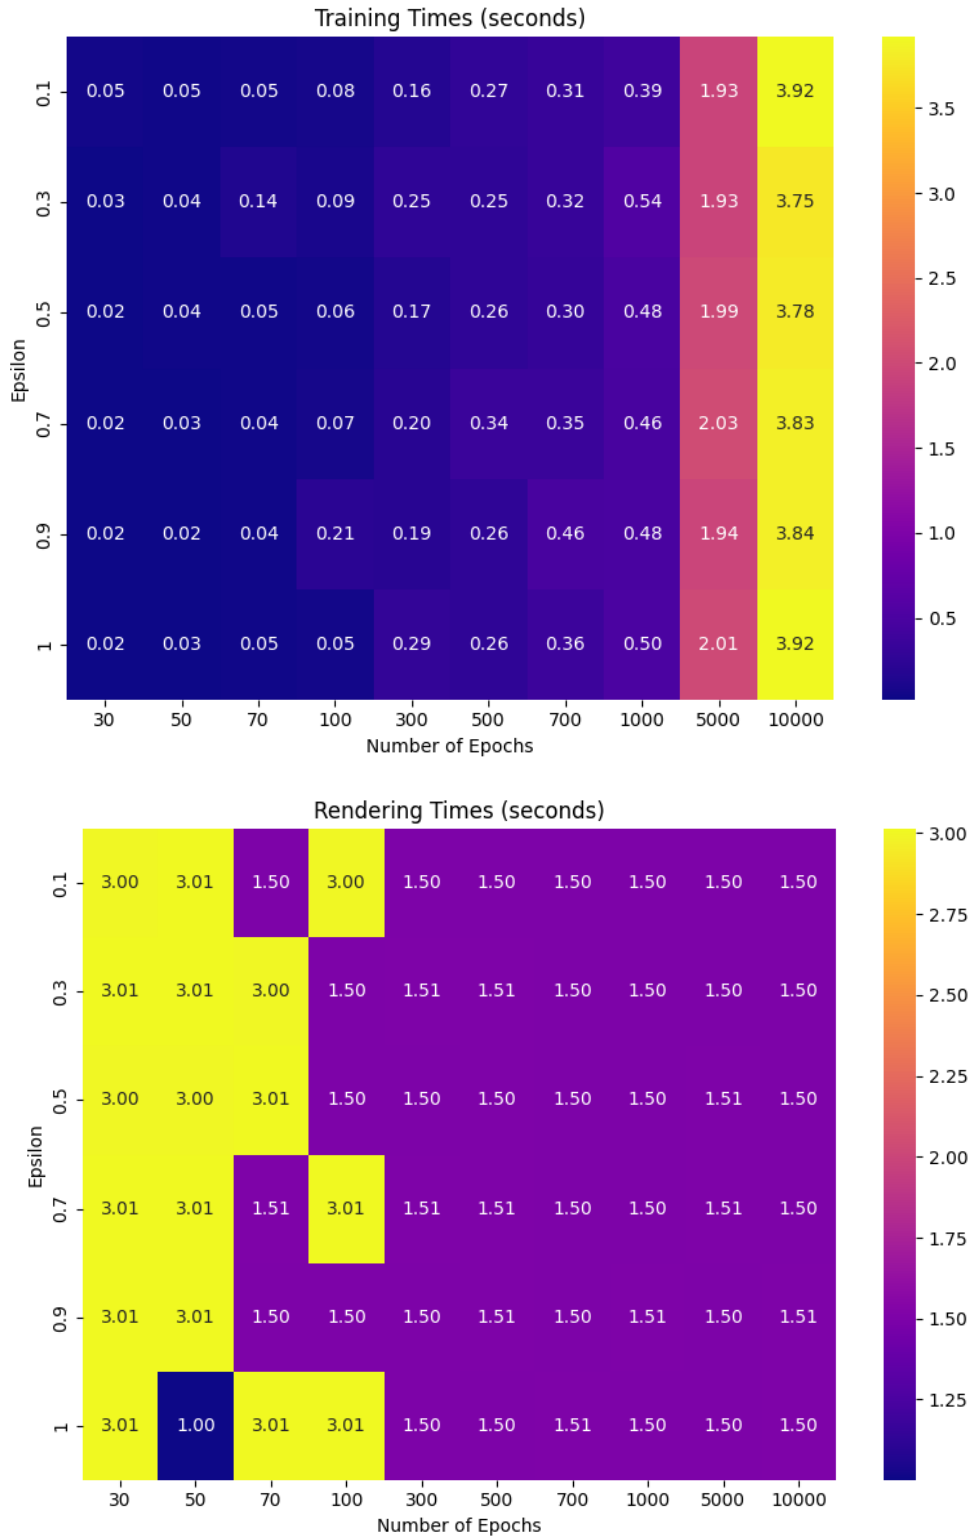 Training Times (seconds)
0.1 0.05 0.05 0.05 0.08 0.16 0.27 0.31 0.39 1.93 3.92
0.3 0.03 0.04 0.14 0.09 0.25 0.25 0.32 0.54 1.93 3.75
0.5 0.02 0.04 0.05 0.06 0.17 0.26 0.30 0.48 1.99 3.78
0.7 0.02 0.03 0.04 0.07 0.20 0.34 0.35 0.46 2.03 3.83
0.9 0.02 0.02 0.04 0.21 0.19 0.26 0.46 0.48 1.94 3.84
1 0.02 0.03 0.05 0.05 0.29 0.26 0.36 0.50 2.01 3.92
Epsilon
30 50 70 100 300 500 700 1000 5000 10000
Number of Epochs
3.5
3.0
2.5
2.0
1.5
1.0
0.5
Rendering Times (seconds)
0.1 3.00 3.01 1.50 3.00 1.50 1.50 1.50 1.50 1.50 1.50
0.3 3.01 3.01 3.00 1.50 1.51 1.51 1.50 1.50 1.50 1.50
0.5 3.00 3.00 3.01 1.50 1.50 1.50 1.50 1.50 1.51 1.50
0.7 3.01 3.01 1.51 3.01 1.51 1.51 1.50 1.50 1.51 1.50
0.9 3.01 3.01 1.50 1.50 1.50 1.51 1.50 1.51 1.50 1.51
1 3.01 1.00 3.01 3.01 1.50 1.50 1.51 1.50 1.50 1.50
Epsilon
30 50 70 100 300 500 700 1000 5000 10000
Number of Epochs
3.00
2.75
2.50
2.25
2.00
1.75
1.50
1.25